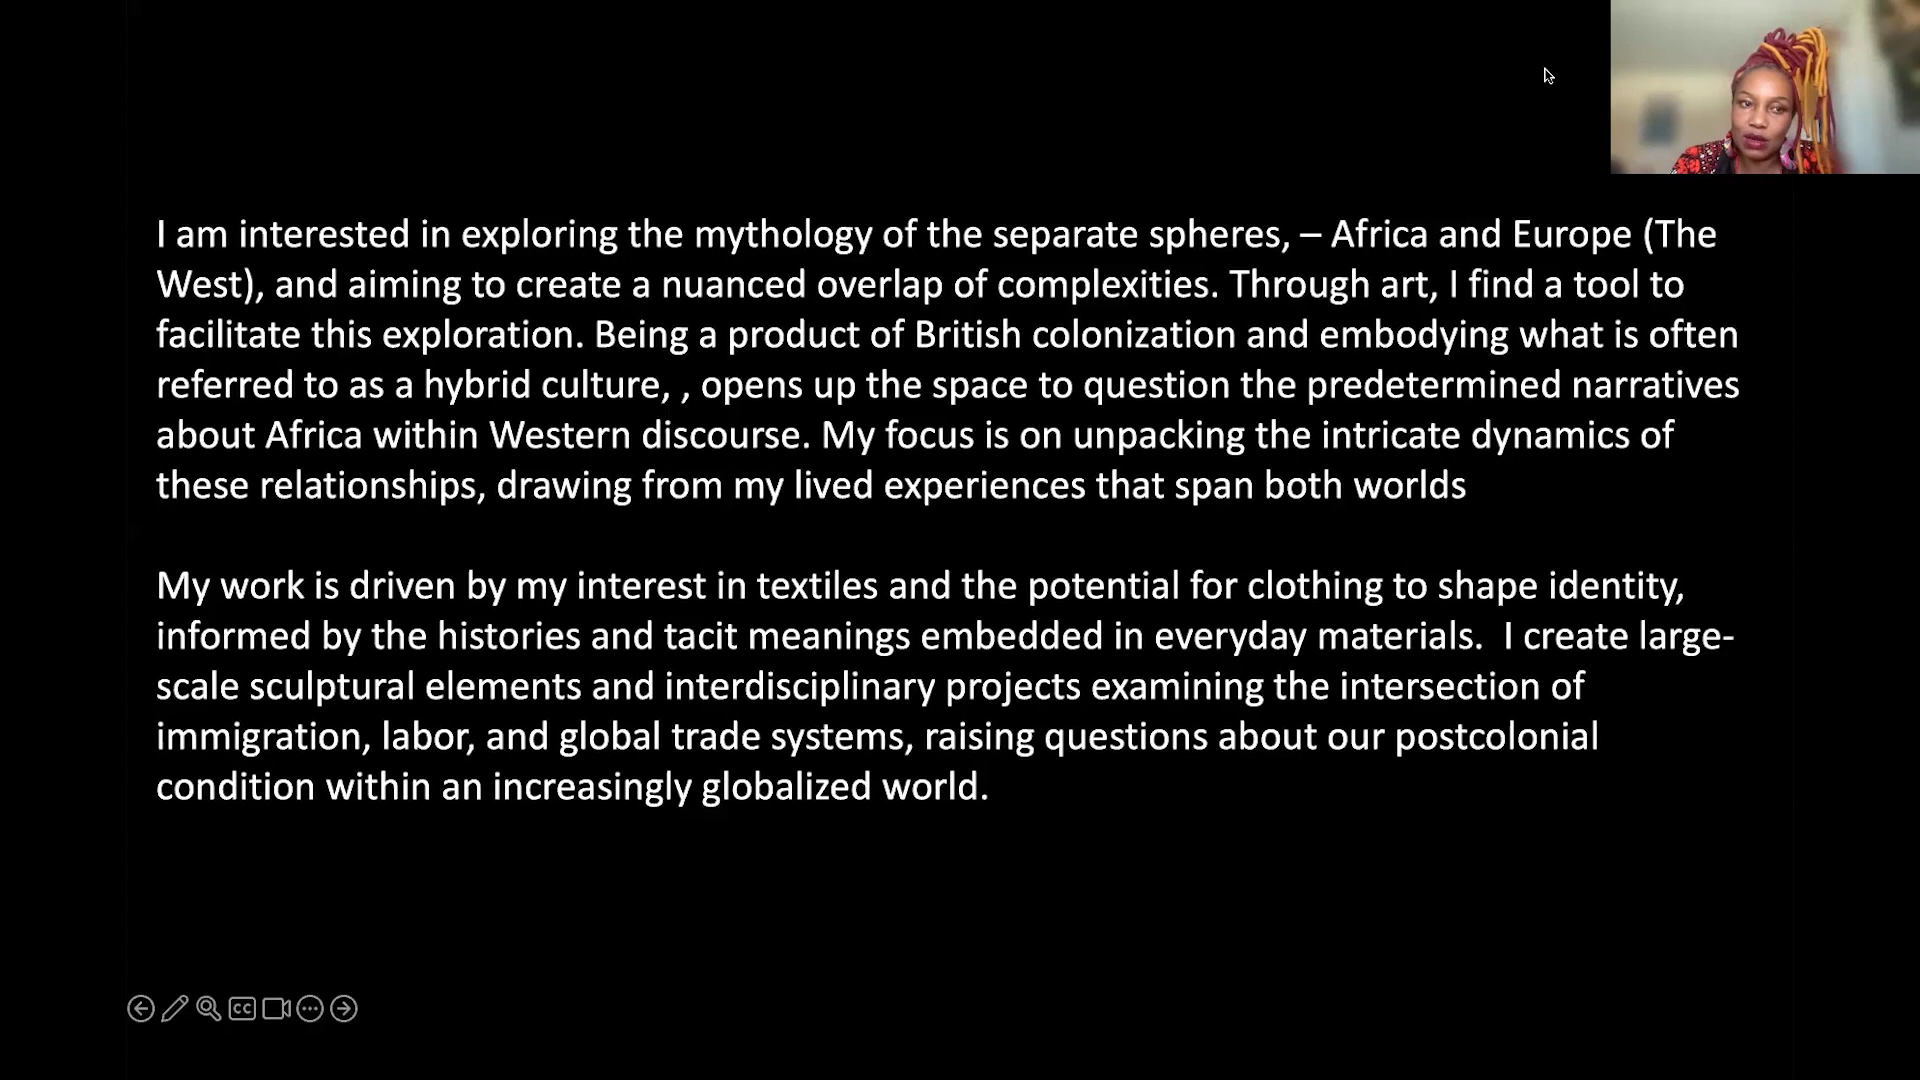 I am interested in exploring the mythology of the separate spheres, – Africa and Europe (The
West), and aiming to create a nuanced overlap of complexities. Through art, I find a tool to
facilitate this exploration. Being a product of British colonization and embodying what is often
referred to as a hybrid culture, , opens up the space to question the predetermined narratives
about Africa within Western discourse. My focus is on unpacking the intricate dynamics of
these relationships, drawing from my lived experiences that span both worlds
My work is driven by my interest in textiles and the potential for clothing to shape identity,
informed by the histories and tacit meanings embedded in everyday materials.  I create large-
scale sculptural elements and interdisciplinary projects examining the intersection of
immigration, labor, and global trade systems, raising questions about our postcolonial
condition within an increasingly globalized world.
CC